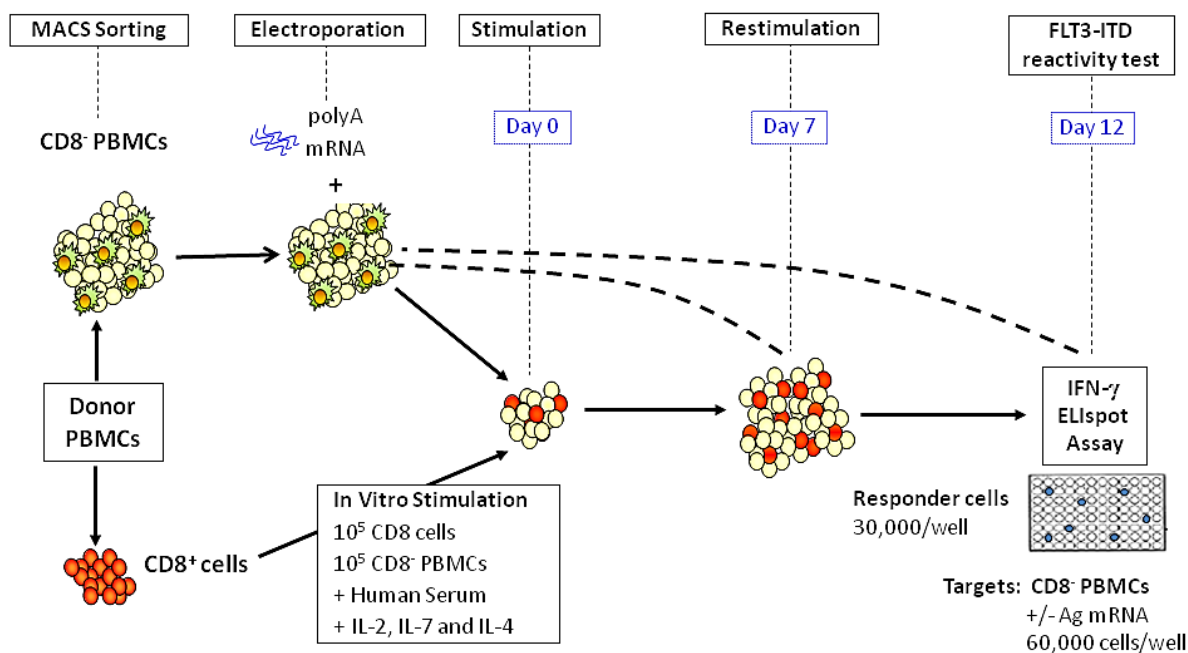 MACS Sorting
Electroporation
Stimulation
Restimulation
FLT3-ITD
reactivity test
polyA
mRNA
+
Day 0
Day 7
Day 12
CD8⁻ PBMCs
Donor
PBMCs
CD8⁺ cells
In Vitro Stimulation
10⁵ CD8 cells
10⁵ CD8⁻ PBMCs
+ Human Serum
+ IL-2, IL-7 and IL-4
IFN-γ
ELIspot
Assay
Responder cells
30,000/well
Targets: CD8⁻ PBMCs
+/- Ag mRNA
60,000 cells/well